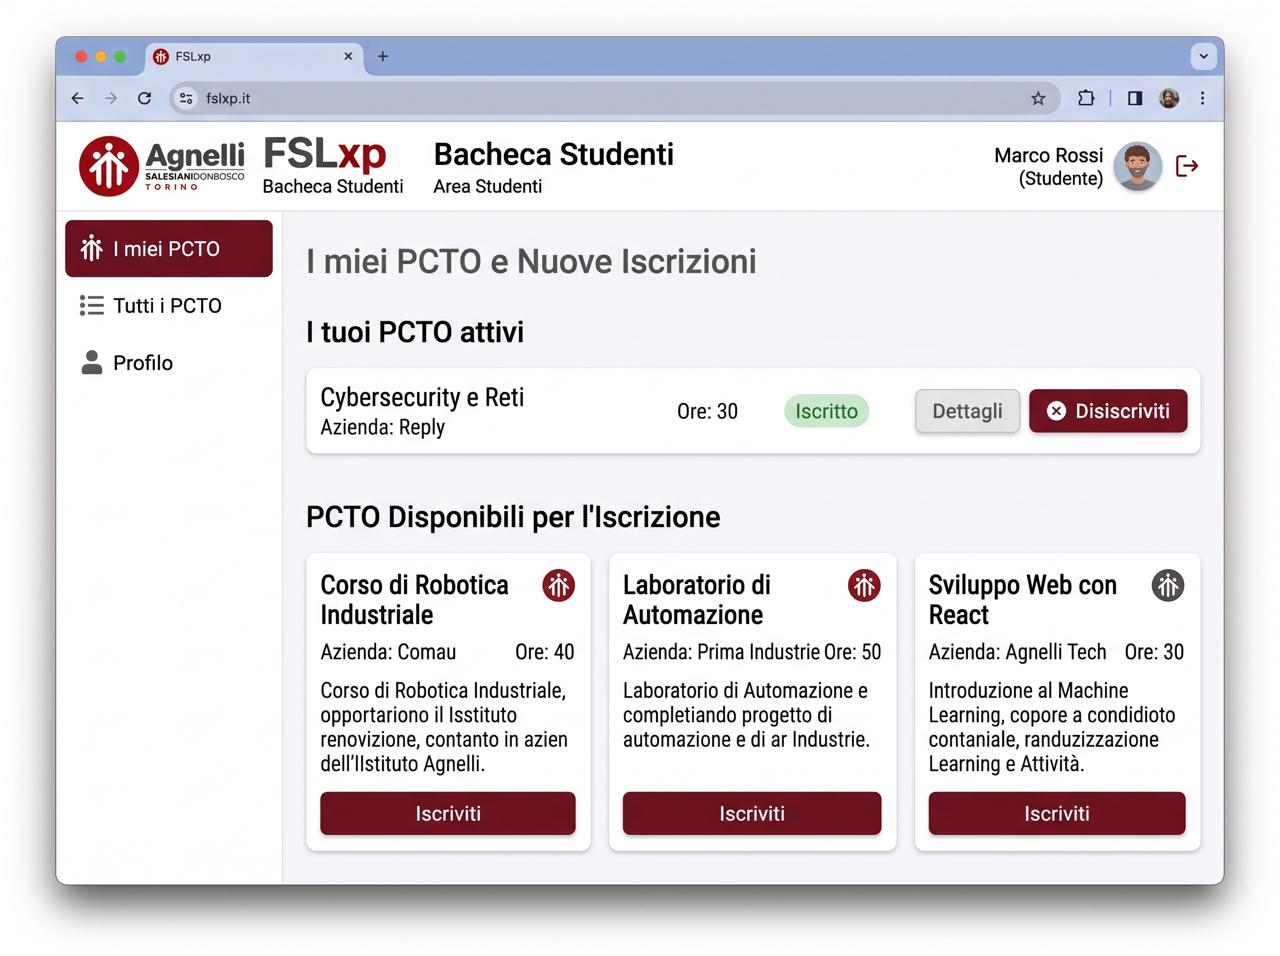 FSLxp
fslxp.it
Agnelli
SALESIANIDONBOSCO
TORINO
FSLxp
Bacheca Studenti
Bacheca Studenti
Area Studenti
Marco Rossi
(Studente)
I miei PCTO
Tutti i PCTO
Profilo
I miei PCTO e Nuove Iscrizioni
I tuoi PCTO attivi
Cybersecurity e Reti
Azienda: Reply
Ore: 30
Iscritto
Dettagli
Disiscriviti
PCTO Disponibili per l'Iscrizione
Corso di Robotica
Industriale
Azienda: Comau Ore: 40
Corso di Robotica Industriale,
opportariono il Isstituto
renovizione, contanto in azien
dell'IIstituto Agnelli.
Iscriviti
Laboratorio di
Automazione
Azienda: Prima Industrie Ore: 50
Laboratorio di Automazione e
completiando progetto di
automazione e di ar Industrie.
Iscriviti
Sviluppo Web con
React
Azienda: Agnelli Tech Ore: 30
Introduzione al Machine
Learning, copore a condidioto
contaniale, randuzizzazione
Learning e Attività.
Iscriviti